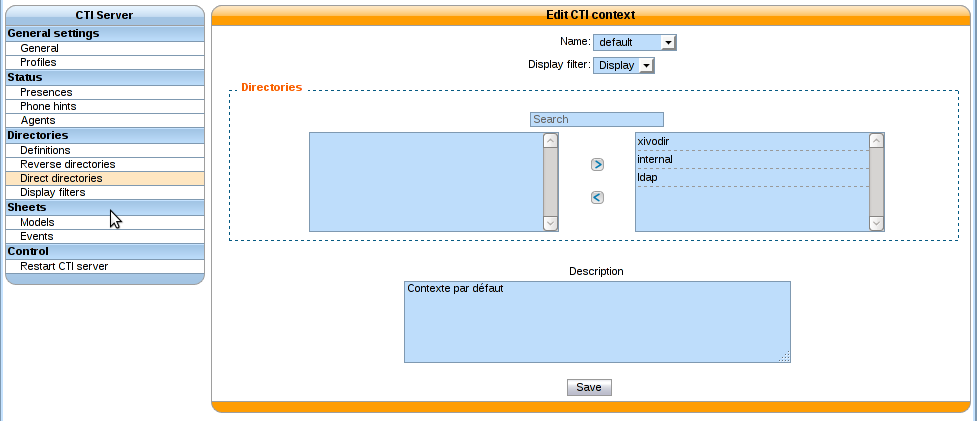 CTI Server
General settings
General
Profiles
Status
Presences
Phone hints
Agents
Directories
Definitions
Reverse directories
Direct directories
Display filters
Sheets
Models
Events
Control
Restart CTI server
Edit CTI context
Name: default
Display filter: Display
Directories
Search
xivodir
internal
ldap
Description
Contexte par défaut
Save